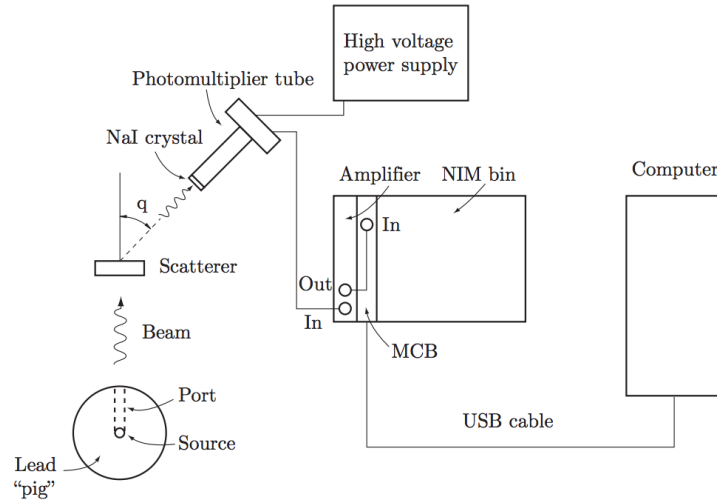 High voltage
power supply
Photomultiplier tube
NaI crystal
Amplifier
NIM bin
Computer
q
In
Scatterer
Out
In
Beam
MCB
Port
USB cable
Source
Lead
“pig”